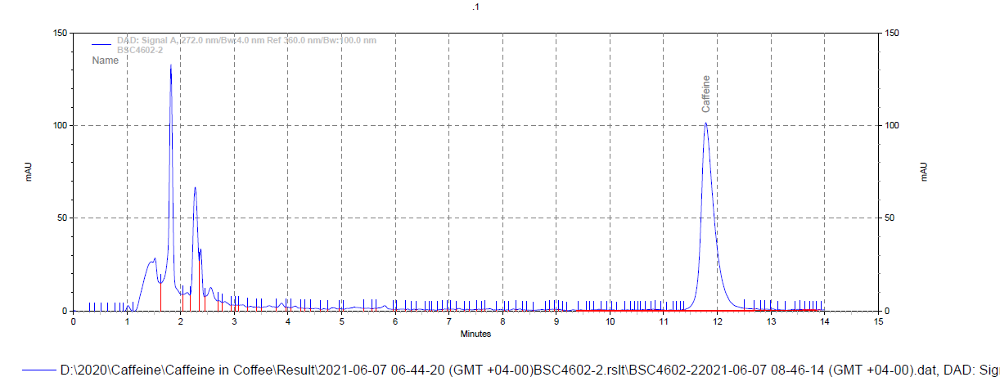 .1
150
150
DAD: Signal A, 272.0 nm/Bw:4.0 nm Ref 360.0 nm/Bw:100.0 nm
BSC4602-2
Name
Caffeine
100
100
mAU
mAU
50
50
0
0
0 1 2 3 4 5 6 7 8 9 10 11 12 13 14 15
Minutes
D:\2020\Caffeine\Caffeine in Coffee\Result\2021-06-07 06-44-20 (GMT +04-00)BSC4602-2.rslt\BSC4602-22021-06-07 08-46-14 (GMT +04-00).dat, DAD: Sig